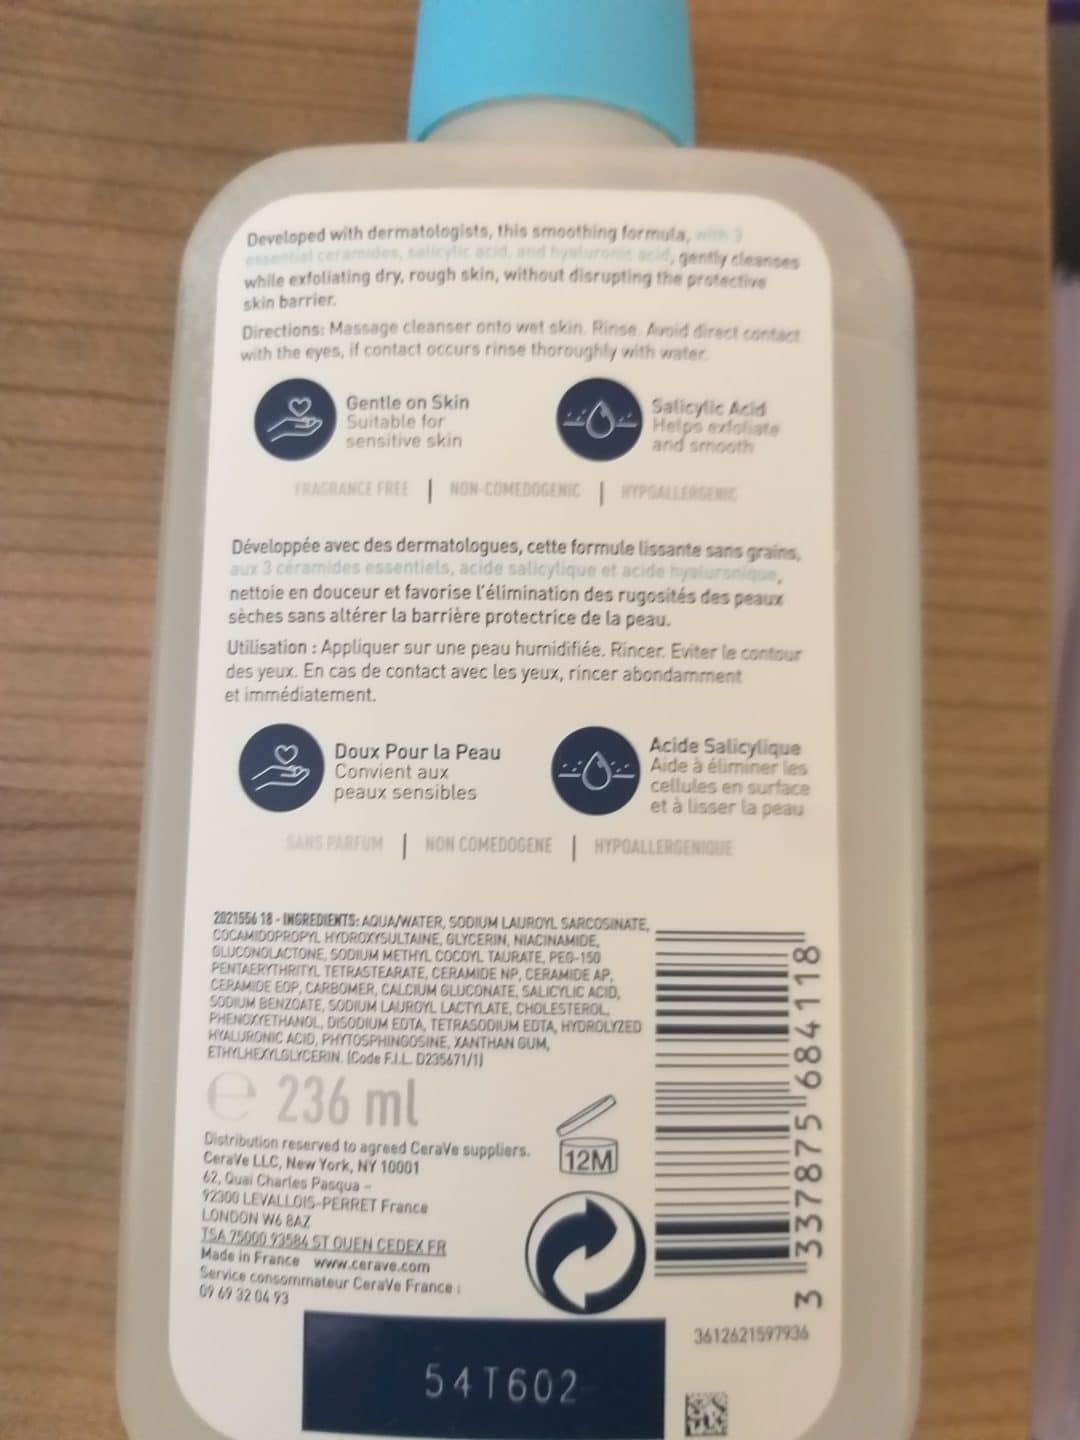 Developed with dermatologists, this smoothing formula, with 3
essential ceramides, salicylic acid, and hyaluronic acid, gently cleanses
while exfoliating dry, rough skin, without disrupting the protective
skin barrier.
Directions: Massage cleanser onto wet skin. Rinse. Avoid direct contact
with the eyes, if contact occurs rinse thoroughly with water.
Gentle on Skin
Suitable for
sensitive skin
Salicylic Acid
Helps exfoliate
and smooth
FRAGRANCE FREE | NON-COMEDOGENIC | HYPOALLERGENIC
Développée avec des dermatologues, cette formule lissante sans grains,
aux 3 céramides essentiels, acide salicylique et acide hyaluronique,
nettoie en douceur et favorise l'élimination des rugosités des peaux
sèches sans altérer la barrière protectrice de la peau.
Utilisation : Appliquer sur une peau humidifiée. Rincer. Eviter le contour
des yeux. En cas de contact avec les yeux, rincer abondamment
et immédiatement.
Doux Pour la Peau
Convient aux
peaux sensibles
Acide Salicylique
Aide à éliminer les
cellules en surface
et à lisser la peau
SANS PARFUM | NON COMEDOGENE | HYPOALLERGENIQUE
2021556 18 - INGREDIENTS: AQUA/WATER, SODIUM LAUROYL SARCOSINATE,
COCAMIDOPROPYL HYDROXYSULTAINE, GLYCERIN, NIACINAMIDE,
GLUCONOLACTONE, SODIUM METHYL COCOYL TAURATE, PEG-150
PENTAERYTHRITYL TETRASTEARATE, CERAMIDE NP, CERAMIDE AP,
CERAMIDE EOP, CARBOMER, CALCIUM GLUCONATE, SALICYLIC ACID,
SODIUM BENZOATE, SODIUM LAUROYL LACTYLATE, CHOLESTEROL,
PHENOXYETHANOL, DISODIUM EDTA, TETRASODIUM EDTA, HYDROLYZED
HYALURONIC ACID, PHYTOSPHINGOSINE, XANTHAN GUM,
ETHYLHEXYLGLYCERIN. (Code F.I.L. D235671/1)
e 236 ml
Distribution reserved to agreed CeraVe suppliers.
CeraVe LLC, New York, NY 10001
62, Quai Charles Pasqua -
92300 LEVALLOIS-PERRET France
LONDON W6 8AZ
TSA 75000 93584 ST OUEN CEDEX FR
Made in France www.cerave.com
Service consommateur CeraVe France :
09 69 32 04 93
12M
3 337875 684118
3612621597936
54T602